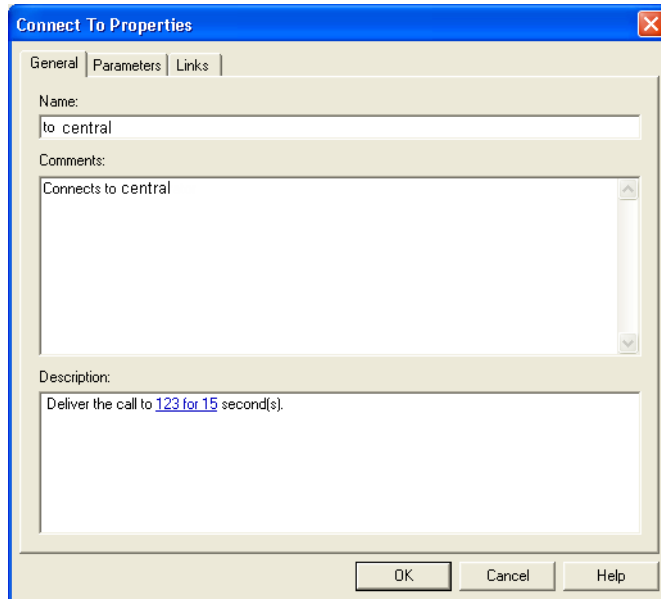 Connect To Properties
General Parameters Links
Name:
to central
Comments:
Connects to central
Description:
Deliver the call to 123 for 15 second(s).
OK Cancel Help